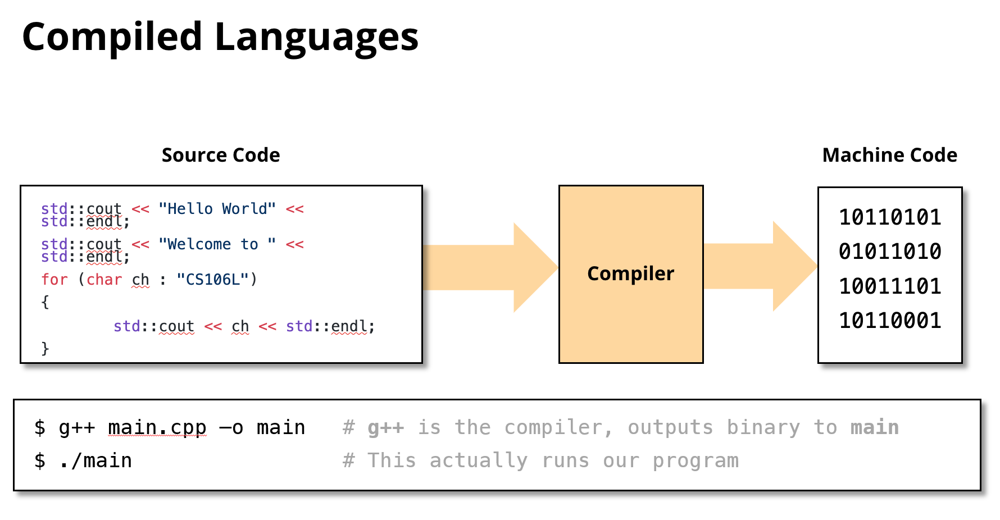 Compiled Languages
Source Code
std::cout << "Hello World" <<
std::endl;
std::cout << "Welcome to " <<
std::endl;
for (char ch : "CS106L")
{
        std::cout << ch << std::endl;
}
Compiler
Machine Code
10110101
01011010
10011101
10110001
$ g++ main.cpp –o main   # g++ is the compiler, outputs binary to main
$ ./main                 # This actually runs our program